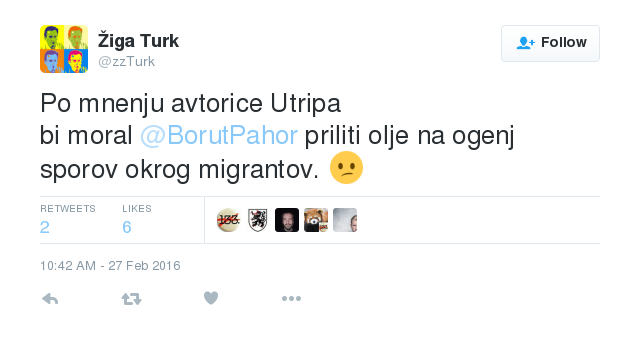 Žiga Turk
@zzTurk
Follow
Po mnenju avtorice Utripa
bi moral @BorutPahor priliti olje na ogenj
sporov okrog migrantov. 😕
RETWEETS
2
LIKES
6
10:42 AM - 27 Feb 2016